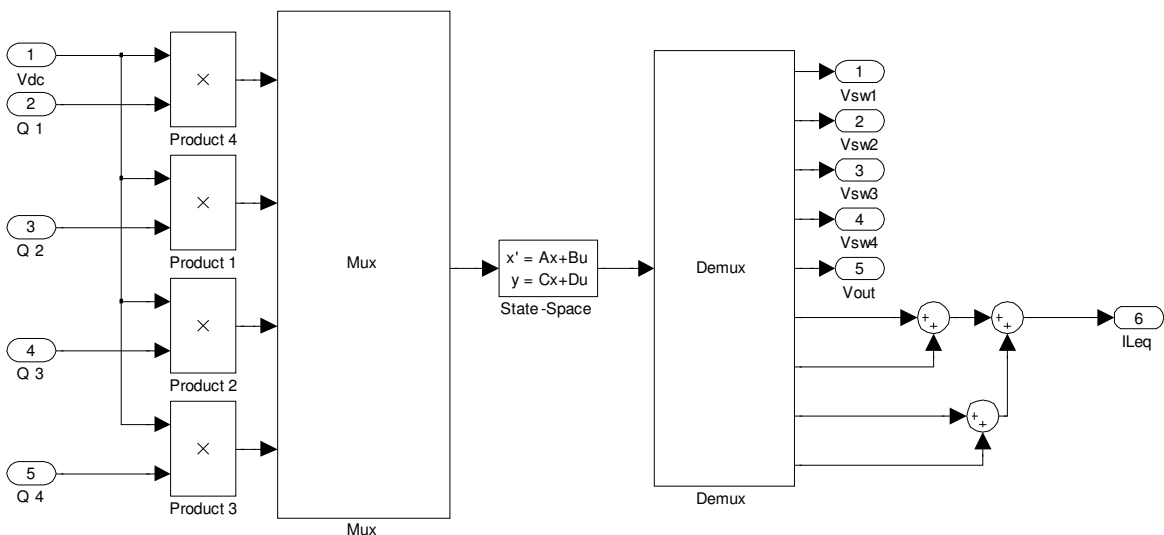 1
Vdc
2
Q 1
×
Product 4
3
Q 2
×
Product 1
4
Q 3
×
Product 2
5
Q 4
×
Product 3
Mux
Mux
x' = Ax+Bu
y = Cx+Du
State-Space
Demux
Demux
1
Vsw1
2
Vsw2
3
Vsw3
4
Vsw4
5
Vout
+
+
+
+
+
+
6
ILeq